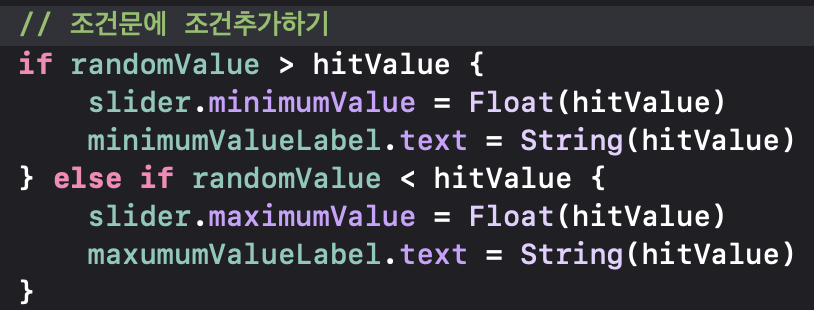 // 조건문에 조건추가하기
if randomValue > hitValue {
    slider.minimumValue = Float(hitValue)
    minimumValueLabel.text = String(hitValue)
} else if randomValue < hitValue {
    slider.maximumValue = Float(hitValue)
    maxumumValueLabel.text = String(hitValue)
}